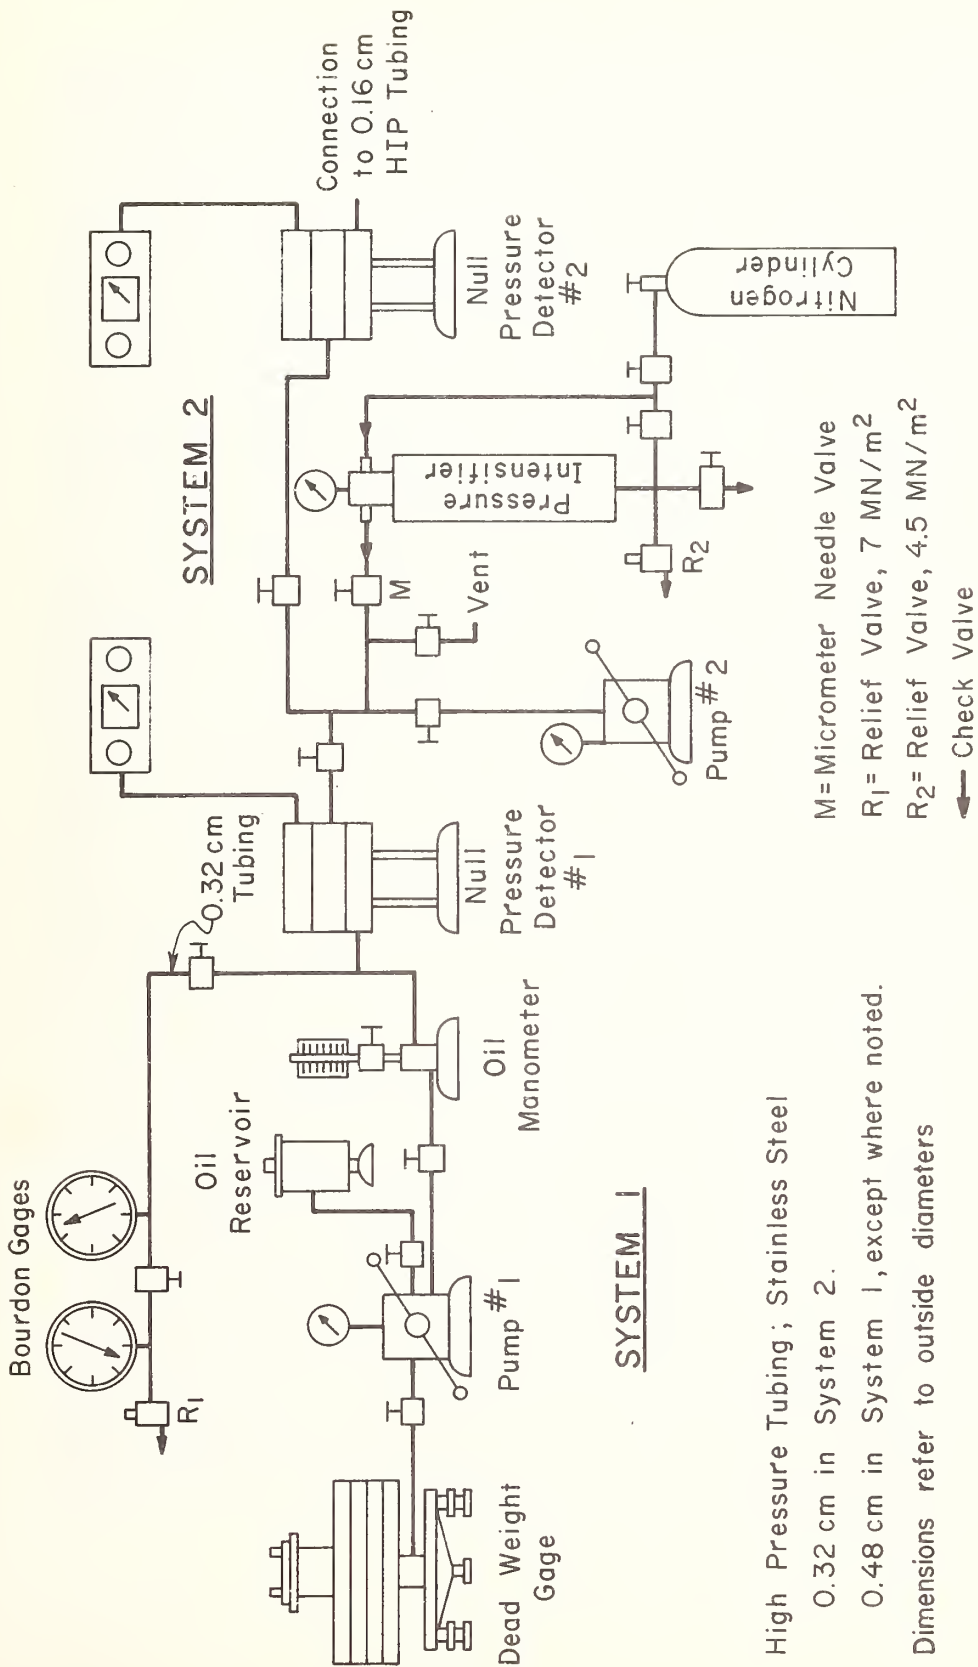 Bourdon Gages
R1
Oil
Reservoir
0.32 cm
Tubing
SYSTEM 2
Connection
to 0.16 cm
HIP Tubing
Dead Weight
Gage
Pump #1
Oil
Manometer
Null
Pressure
Detector
#1
M
Vent
Pump #2
Pressure
Intensifier
R2
Null
Pressure
Detector
#2
Nitrogen
Cylinder
SYSTEM 1
High Pressure Tubing; Stainless Steel
0.32 cm in System 2.
0.48 cm in System 1, except where noted.
Dimensions refer to outside diameters
M=Micrometer Needle Valve
R1= Relief Valve, 7 MN/m²
R2= Relief Valve, 4.5 MN/m²
Check Valve